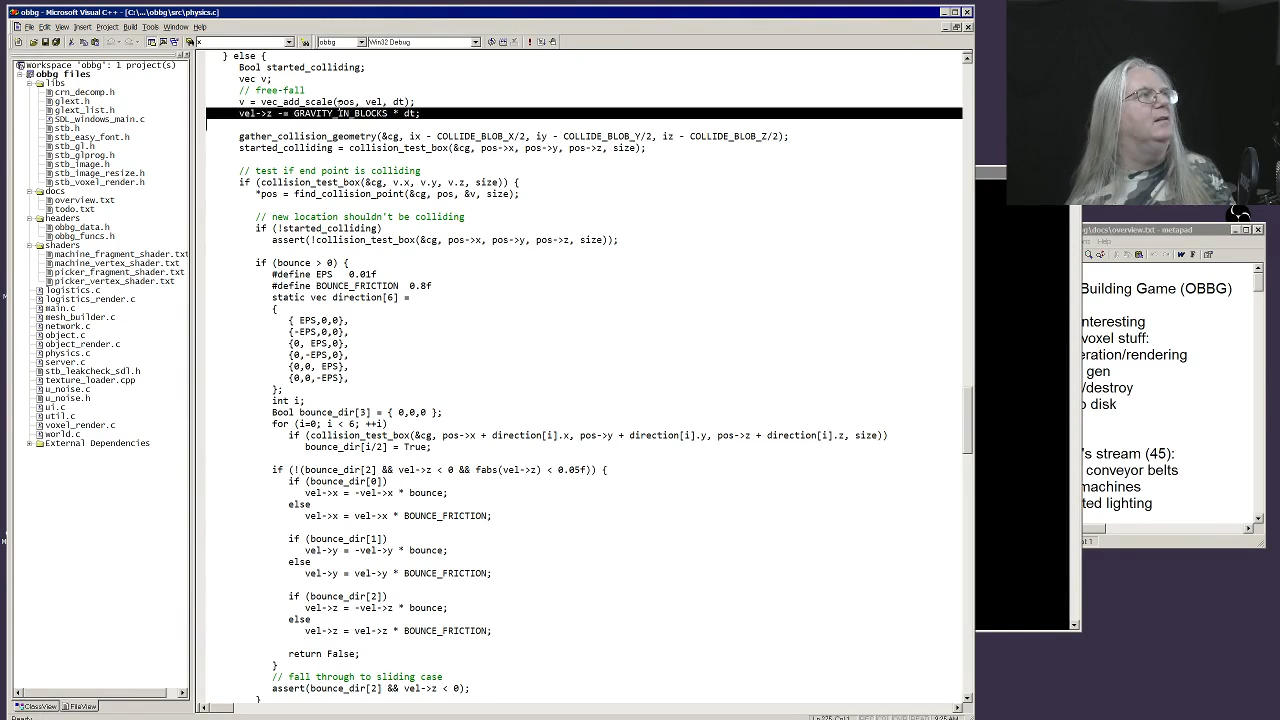 obbg - Microsoft Visual C++ - [C:\...\obbg\src\physics.c]
File Edit View Insert Project Build Tools Window Help
x obbg Win32 Debug
Workspace 'obbg': 1 project(s)
obbg files
libs
crn_decomp.h
glext.h
glext_list.h
SDL_windows_main.c
stb.h
stb_easy_font.h
stb_gl.h
stb_glprog.h
stb_image.h
stb_image_resize.h
stb_voxel_render.h
docs
overview.txt
todo.txt
headers
obbg_data.h
obbg_funcs.h
shaders
machine_fragment_shader.txt
machine_vertex_shader.txt
picker_fragment_shader.txt
picker_vertex_shader.txt
logistics.c
logistics_render.c
main.c
mesh_builder.c
network.c
object.c
object_render.c
physics.c
server.c
stb_leakcheck_sdl.h
texture_loader.cpp
u_noise.c
u_noise.h
ui.c
util.c
voxel_render.c
world.c
External Dependencies
ClassView FileView
Ready
} else {
Bool started_colliding;
vec v;
// free-fall
v = vec_add_scale(pos, vel, dt);
vel->z -= GRAVITY_IN_BLOCKS * dt;
gather_collision_geometry(&cg, ix - COLLIDE_BLOB_X/2, iy - COLLIDE_BLOB_Y/2, iz - COLLIDE_BLOB_Z/2);
started_colliding = collision_test_box(&cg, pos->x, pos->y, pos->z, size);
// test if end point is colliding
if (collision_test_box(&cg, v.x, v.y, v.z, size)) {
*pos = find_collision_point(&cg, pos, &v, size);
// new location shouldn't be colliding
if (!started_colliding)
assert(!collision_test_box(&cg, pos->x, pos->y, pos->z, size));
if (bounce > 0) {
#define EPS 0.01f
#define BOUNCE_FRICTION 0.8f
static vec direction[6] =
{
{ EPS,0,0},
{-EPS,0,0},
{0, EPS,0},
{0,-EPS,0},
{0,0, EPS},
{0,0,-EPS},
};
int i;
Bool bounce_dir[3] = { 0,0,0 };
for (i=0; i < 6; ++i)
if (collision_test_box(&cg, pos->x + direction[i].x, pos->y + direction[i].y, pos->z + direction[i].z, size))
bounce_dir[i/2] = True;
if (!(bounce_dir[2] && vel->z < 0 && fabs(vel->z) < 0.05f)) {
if (bounce_dir[0])
vel->x = -vel->x * bounce;
else
vel->x = vel->x * BOUNCE_FRICTION;
if (bounce_dir[1])
vel->y = -vel->y * bounce;
else
vel->y = vel->y * BOUNCE_FRICTION;
if (bounce_dir[2])
vel->z = -vel->z * bounce;
else
vel->z = vel->z * BOUNCE_FRICTION;
return False;
}
// fall through to sliding case
assert(bounce_dir[2] && vel->z < 0);
}
g\docs\overview.txt - metapad
ns Help
Building Game (OBBG)
nteresting
voxel stuff:
eration/rendering
gen
/destroy
o disk
's stream (45):
conveyor belts
machines
ted lighting